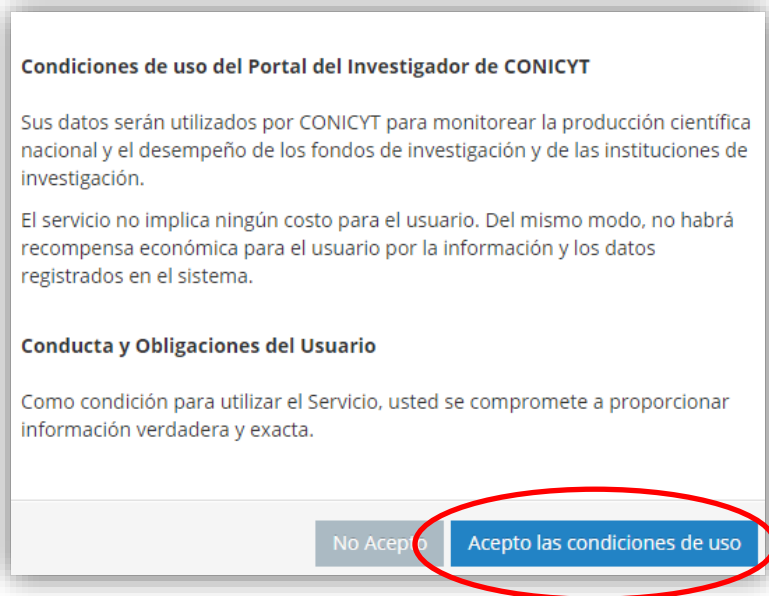 Condiciones de uso del Portal del Investigador de CONICYT
Sus datos serán utilizados por CONICYT para monitorear la producción científica
nacional y el desempeño de los fondos de investigación y de las instituciones de
investigación.
El servicio no implica ningún costo para el usuario. Del mismo modo, no habrá
recompensa económica para el usuario por la información y los datos
registrados en el sistema.
Conducta y Obligaciones del Usuario
Como condición para utilizar el Servicio, usted se compromete a proporcionar
información verdadera y exacta.
No Acepto
Acepto las condiciones de uso